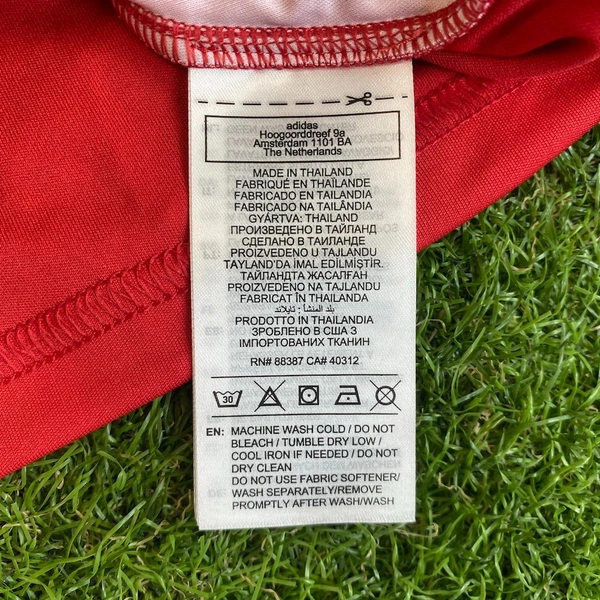 adidas
Hoogoorddreef 9a
Amsterdam 1101 BA
The Netherlands
MADE IN THAILAND
FABRIQUÉ EN THAÏLANDE
FABRICADO EN TAILANDIA
FABRICADO NA TAILÂNDIA
GYÁRTVA: THAILAND
ПРОИЗВЕДЕНО В ТАЙЛАНД
СДЕЛАНО В ТАИЛАНДЕ
PROIZVEDENO U TAJLANDU
TAYLAND'DA İMAL EDİLMİŞTİR.
ТАЙЛАНДТА ЖАСАЛҒАН
PROIZVEDENO NA TAJLANDU
FABRICAT ÎN THAILANDA
بلد المنشأ: تايلاند
PRODOTTO IN THAILANDIA
ЗРОБЛЕНО В США З
ІМПОРТОВАНИХ ТКАНИН
RN# 88387 CA# 40312
30
EN: MACHINE WASH COLD / DO NOT
BLEACH / TUMBLE DRY LOW /
COOL IRON IF NEEDED / DO NOT
DRY CLEAN
DO NOT USE FABRIC SOFTENER/
WASH SEPARATELY/REMOVE
PROMPTLY AFTER WASH/WASH